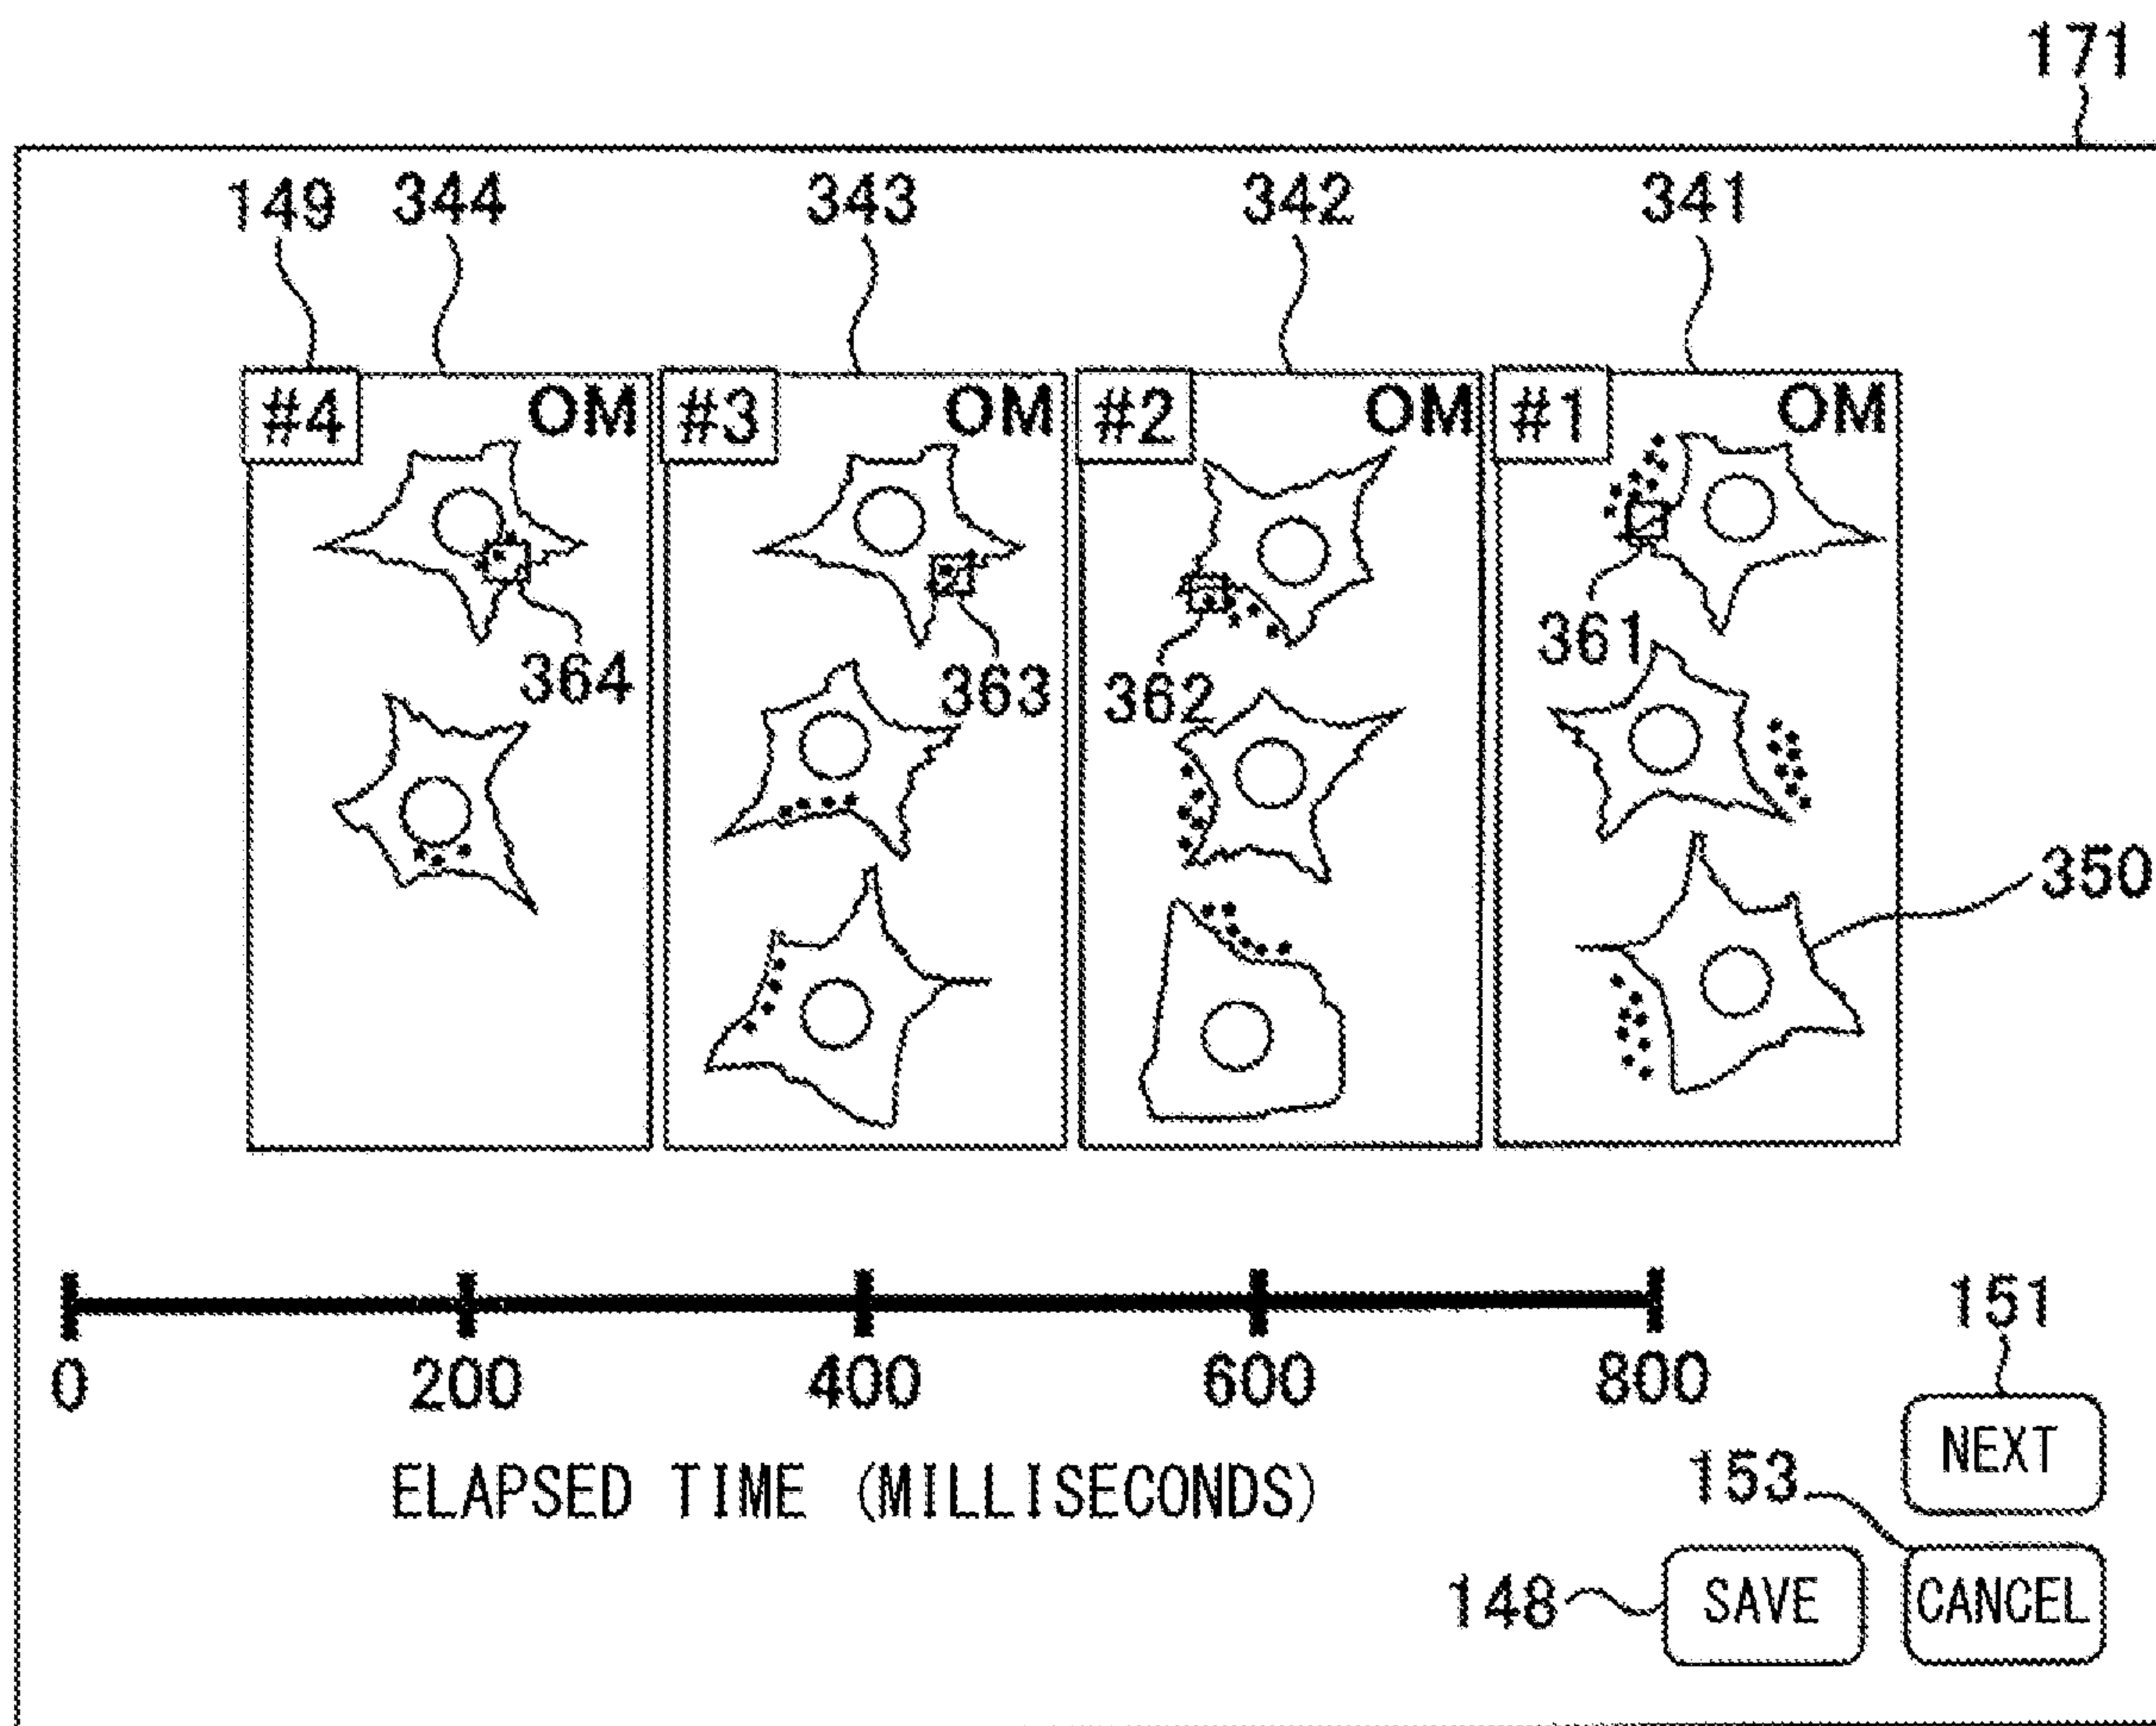 171
149 344 343 342 341
#4 OM #3 OM #2 OM #1 OM
361
364 363 362
350
0 200 400 600 800
ELAPSED TIME (MILLISECONDS)
151
NEXT
153
148 SAVE CANCEL